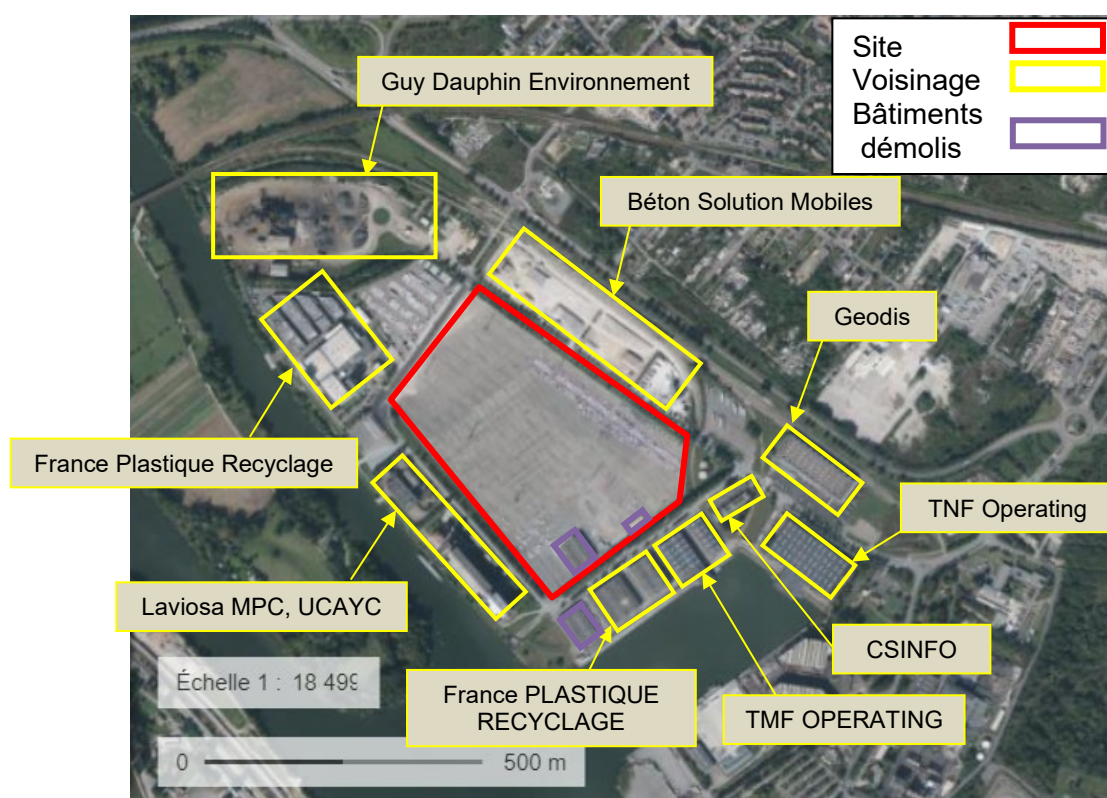 Site
Voisinage
Bâtiments
démolis
Guy Dauphin Environnement
Béton Solution Mobiles
Geodis
France Plastique Recyclage
TNF Operating
Laviosa MPC, UCAYC
CSINFO
France PLASTIQUE
RECYCLAGE
TMF OPERATING
Échelle 1 : 18 499
0 500 m